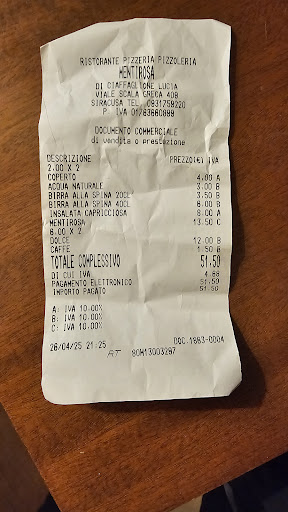 RISTORANTE PIZZERIA PIZZOLERIA
MENTIROSA
DI CIAFFAGLIONE LUCIA
VIALE SCALA GRECA 408
SIRACUSA TEL. 0931759220
P. IVA 01763660889
DOCUMENTO COMMERCIALE
di vendita o prestazione
DESCRIZIONE PREZZO(€) IVA
2,00 X 2
COPERTO 4,00 A
ACQUA NATURALE 3,00 B
BIRRA ALLA SPINA 20CL 3,50 B
BIRRA ALLA SPINA 40CL 6,00 B
INSALATA CAPRICCIOSA 8,00 A
MENTIROSA 13,50 C
6,00 X 2
DOLCE 12,00 B
CAFFE 1,50 B
TOTALE COMPLESSIVO 51,50
DI CUI IVA 4,68
PAGAMENTO ELETTRONICO 51,50
IMPORTO PAGATO 51,50
A: IVA 10,00%
B: IVA 10,00%
C: IVA 10,00%
26/04/25 21:25 DOC.1883-0004
RT 80M13003297